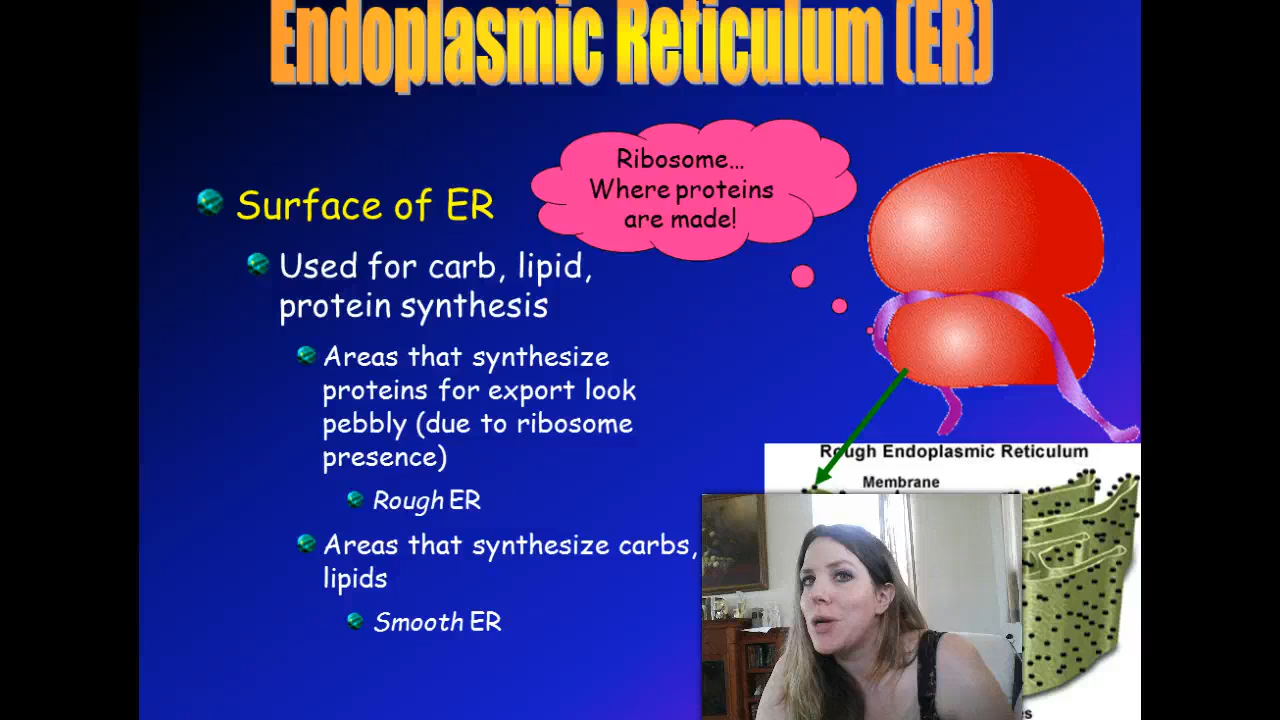 Endoplasmic Reticulum (ER)
Ribosome...
Where proteins
are made!
Surface of ER
Used for carb, lipid,
protein synthesis
Areas that synthesize
proteins for export look
pebbly (due to ribosome
presence)
Rough ER
Areas that synthesize carbs,
lipids
Smooth ER
Rough Endoplasmic Reticulum
Membrane